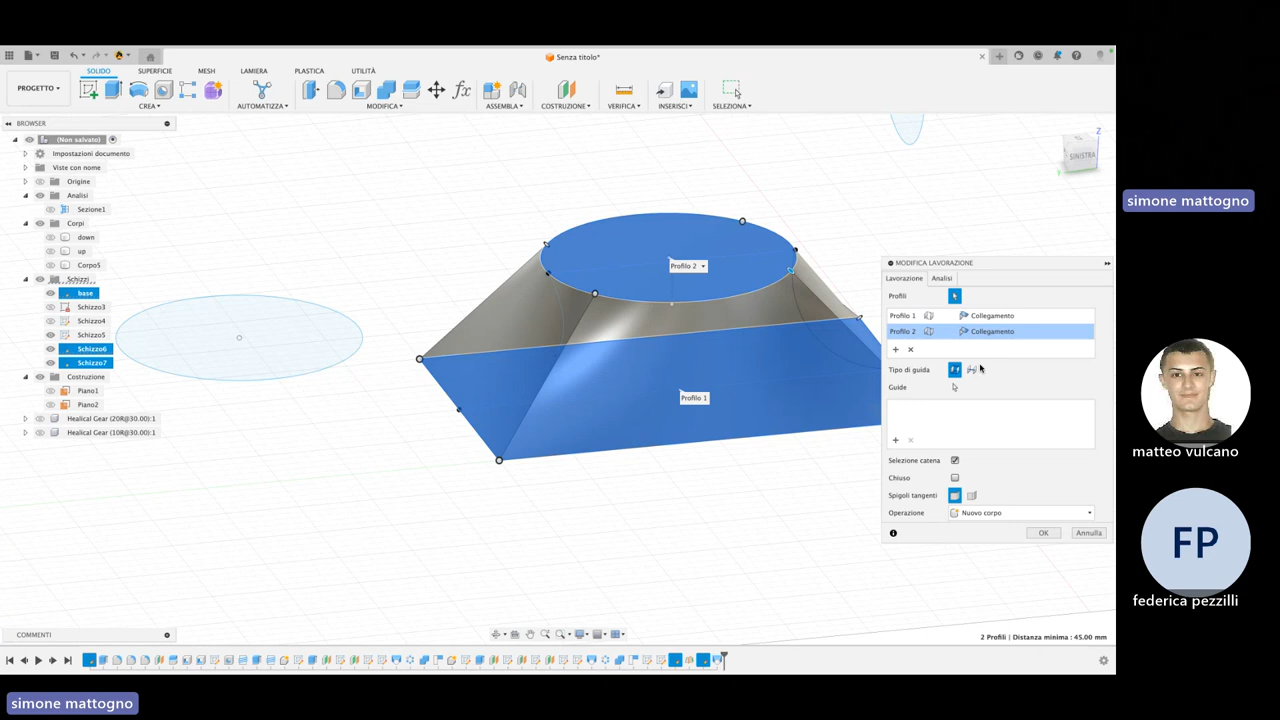 Senza titolo*
PROGETTO
SOLIDO
SUPERFICIE
MESH
LAMIERA
PLASTICA
UTILITÀ
CREA
AUTOMATIZZA
MODIFICA
ASSEMBLA
COSTRUZIONE
VERIFICA
INSERISCI
SELEZIONA
BROWSER
(Non salvato)
Impostazioni documento
Viste con nome
Origine
Analisi
Sezione1
Corpi
down
up
Corpo5
Schizzi
base
Schizzo3
Schizzo4
Schizzo5
Schizzo6
Schizzo7
Costruzione
Piano1
Piano2
Healical Gear (20R@30.00):1
Healical Gear (10R@30.00):1
Z
SINISTRA
Y
Profilo 2
Profilo 1
MODIFICA LAVORAZIONE
Lavorazione
Analisi
Profili
Profilo 1 Collegamento
Profilo 2 Collegamento
Tipo di guida
Guide
Selezione catena
Chiuso
Spigoli tangenti
Operazione Nuovo corpo
OK
Annulla
COMMENTI
2 Profili | Distanza minima : 45.00 mm
simone mattogno
matteo vulcano
FP
federica pezzilli
simone mattogno